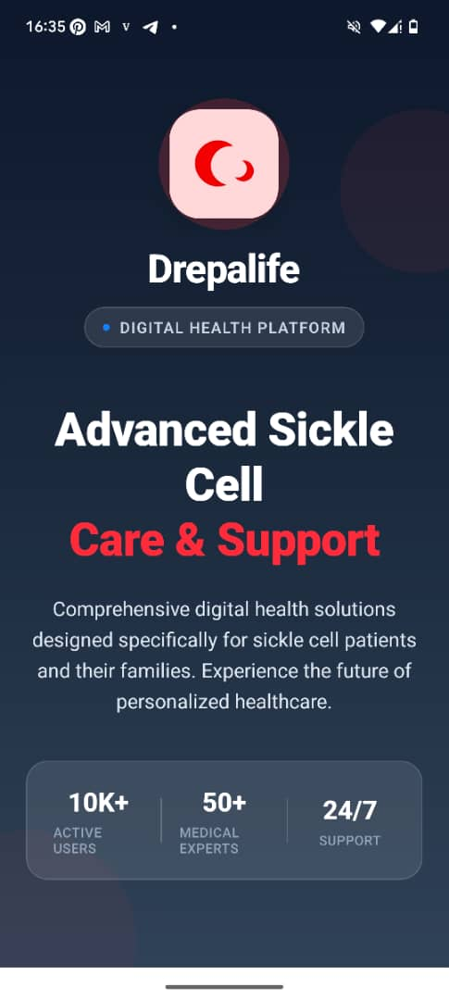 16:35
Drepalife
DIGITAL HEALTH PLATFORM
Advanced Sickle
Cell
Care & Support
Comprehensive digital health solutions
designed specifically for sickle cell patients
and their families. Experience the future of
personalized healthcare.
10K+
ACTIVE
USERS
50+
MEDICAL
EXPERTS
24/7
SUPPORT